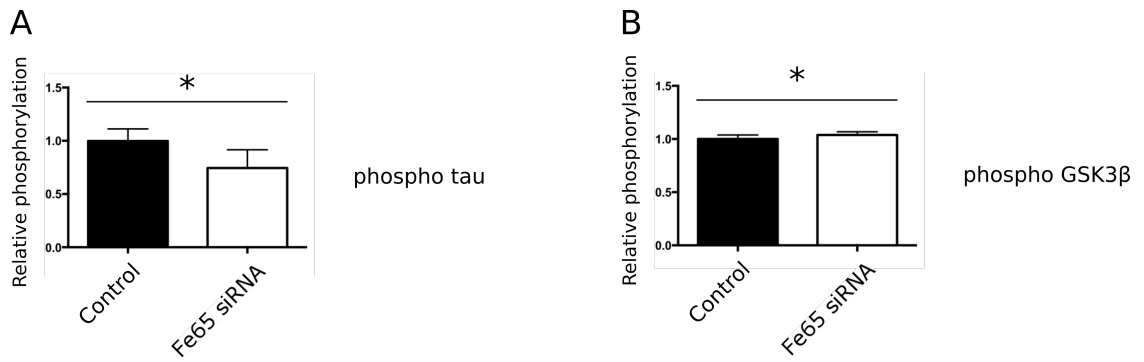 A
Relative phosphorylation
1.5
1.0
0.5
0.0
*
Control
Fe65 siRNA
phospho tau
B
Relative phosphorylation
1.5
1.0
0.5
0.0
*
Control
Fe65 siRNA
phospho GSK3β